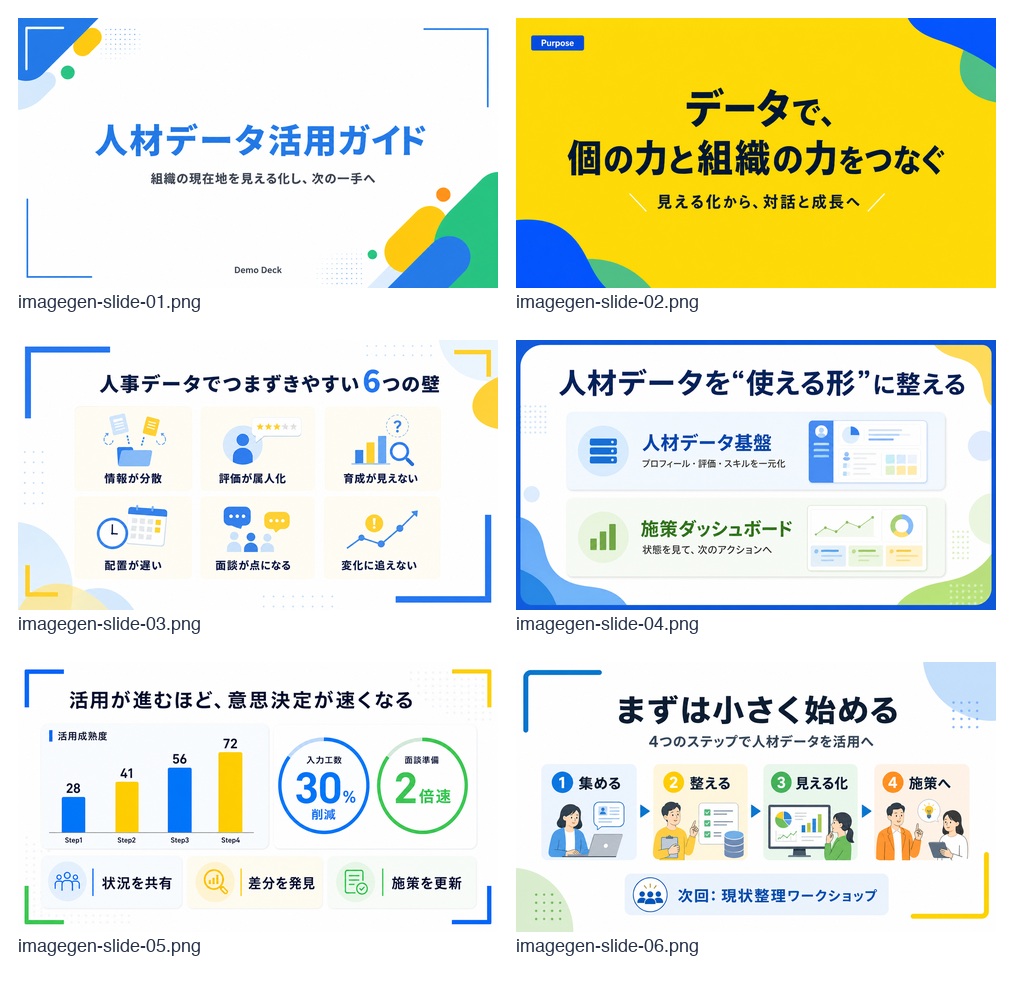 人材データ活用ガイド
組織の現在地を見える化し、次の一手へ
Demo Deck
imagegen-slide-01.png
Purpose
データで、
個の力と組織の力をつなぐ
見える化から、対話と成長へ
imagegen-slide-02.png
人事データでつまずきやすい6つの壁
情報が分散
評価が属人化
?
育成が見えない
配置が遅い
面談が点になる
!
変化に追えない
imagegen-slide-03.png
人材データを“使える形”に整える
人材データ基盤
プロフィール・評価・スキルを一元化
施策ダッシュボード
状態を見て、次のアクションへ
imagegen-slide-04.png
活用が進むほど、意思決定が速くなる
活用成熟度
28
41
56
72
Step1
Step2
Step3
Step4
入力工数
30%
削減
面談準備
2倍速
状況を共有
差分を発見
施策を更新
imagegen-slide-05.png
まずは小さく始める
4つのステップで人材データを活用へ
1 集める
2 整える
3 見える化
4 施策へ
次回：現状整理ワークショップ
imagegen-slide-06.png